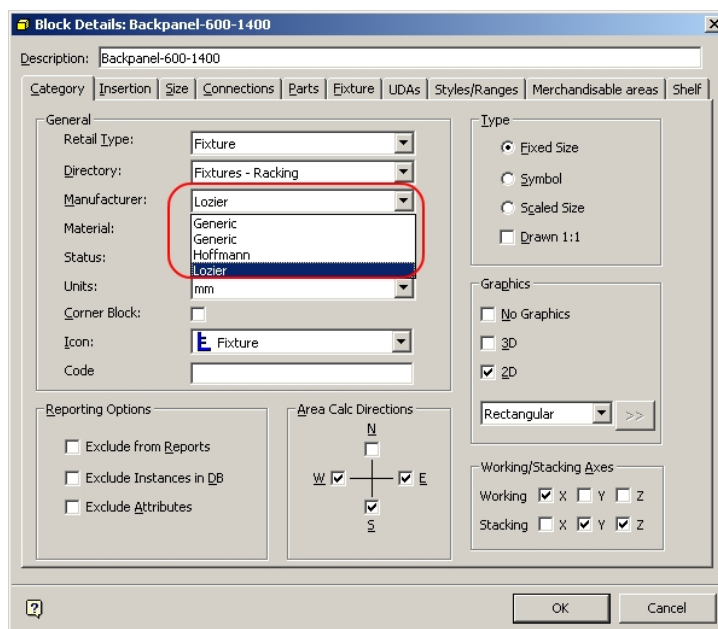 Block Details: Backpanel-600-1400
Description: Backpanel-600-1400
Category Insertion Size Connections Parts Fixture UDAs Styles/Ranges Merchandisable areas Shelf
General
Retail Type: Fixture
Directory: Fixtures - Racking
Manufacturer: Lozier
Generic
Generic
Hoffmann
Lozier
Material:
Status:
Units: mm
Corner Block:
Icon: Fixture
Code
Type
Fixed Size
Symbol
Scaled Size
Drawn 1:1
Graphics
No Graphics
3D
2D
Rectangular >>
Reporting Options
Exclude from Reports
Exclude Instances in DB
Exclude Attributes
Area Calc Directions
N
W E
S
Working/Stacking Axes
Working X Y Z
Stacking X Y Z
? OK Cancel